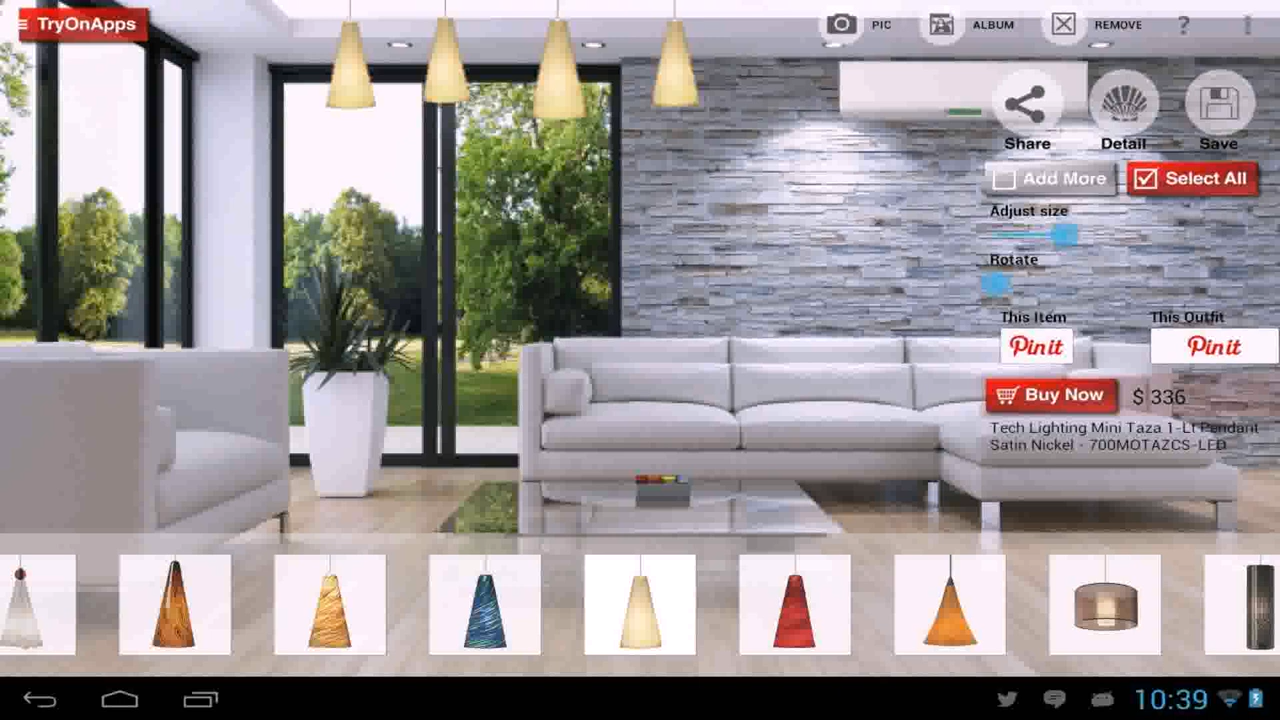 TryOnApps
PIC
ALBUM
REMOVE
?
Share
Detail
Save
Add More
Select All
Adjust size
Rotate
This Item
This Outfit
Pinit
Pinit
Buy Now
$ 336
Tech Lighting Mini Taza 1-Lt Pendant
Satin Nickel - 700MOTAZCS-LED
10:39